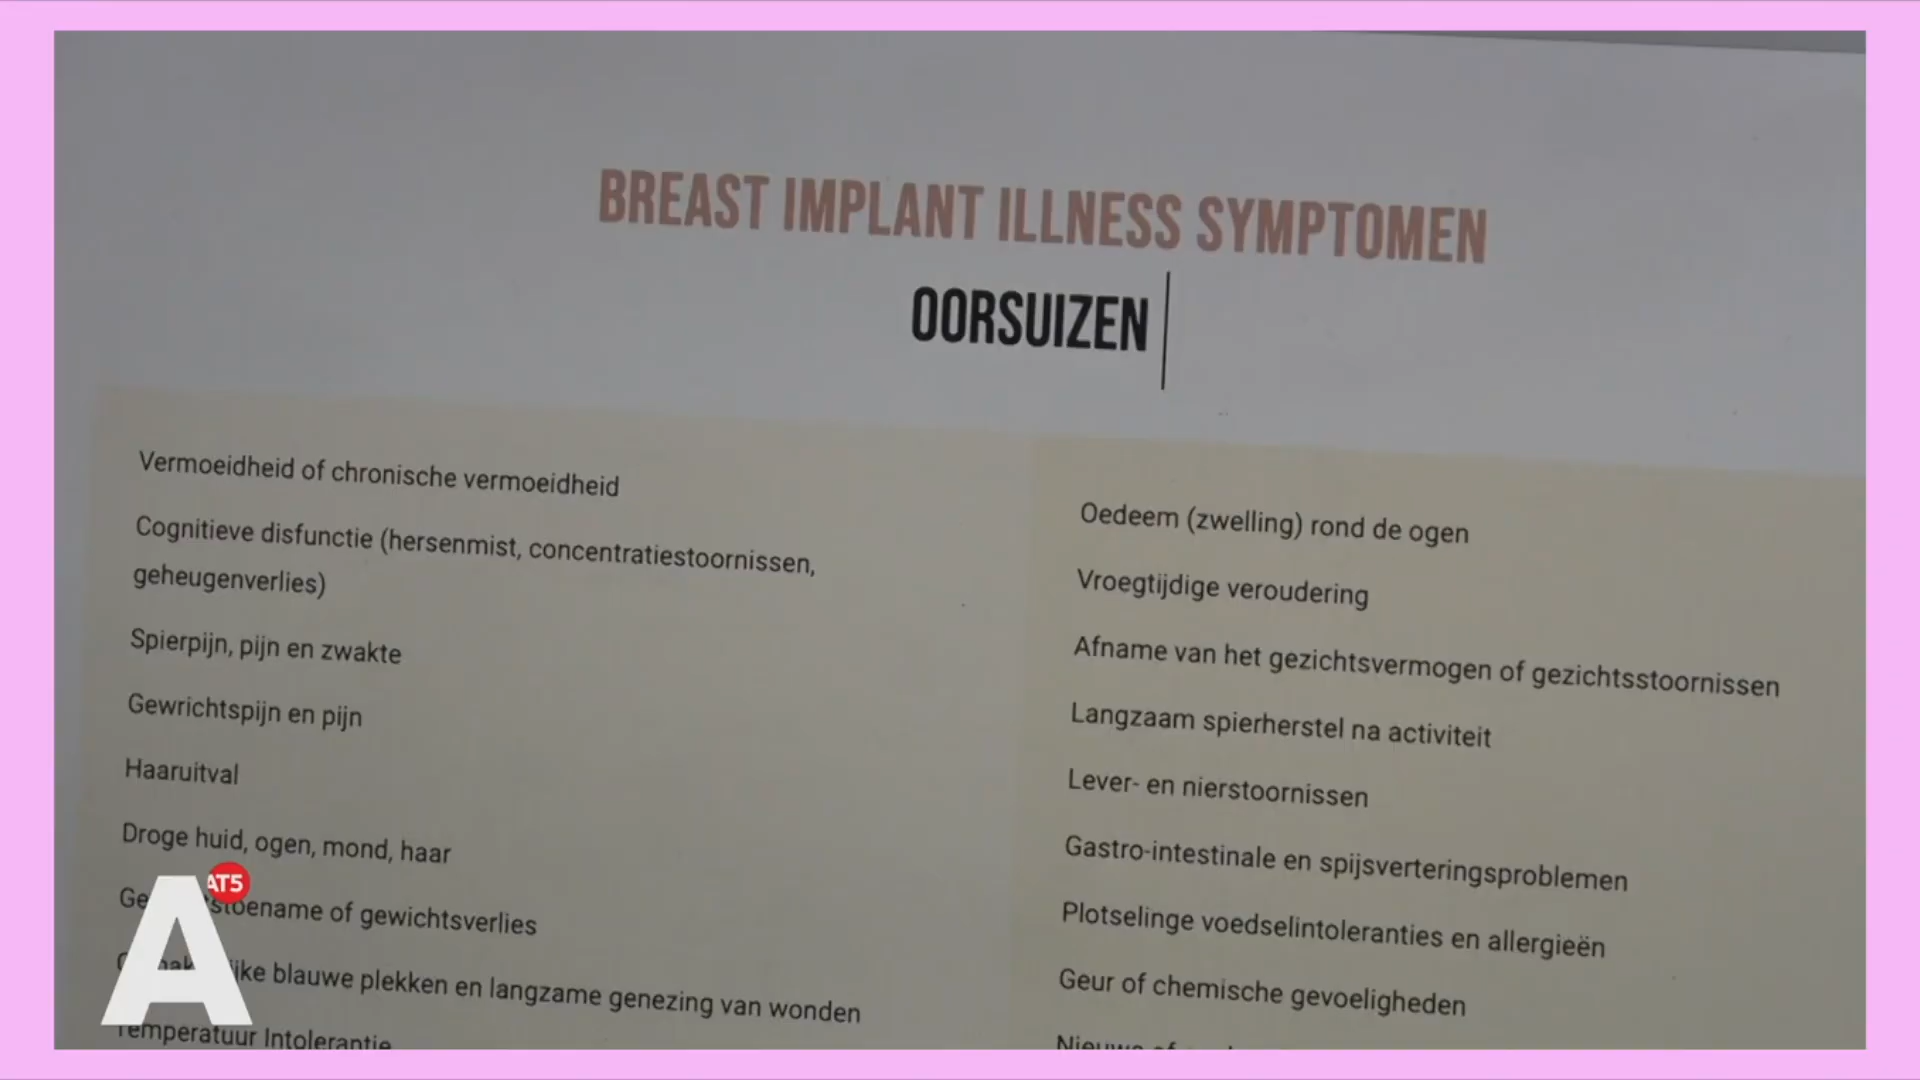 BREAST IMPLANT ILLNESS SYMPTOMEN
OORSUIZEN
Vermoeidheid of chronische vermoeidheid
Cognitieve disfunctie (hersenmist, concentratiestoornissen,
geheugenverlies)
Spierpijn, pijn en zwakte
Gewrichtspijn en pijn
Haaruitval
Droge huid, ogen, mond, haar
of gewichtsverlies
blauwe plekken en langzame genezing van wonden
Temperatuur Intolerantie
Oedeem (zwelling) rond de ogen
Vroegtijdige veroudering
Afname van het gezichtsvermogen of gezichtsstoornissen
Langzaam spierherstel na activiteit
Lever- en nierstoornissen
Gastro-intestinale en spijsverteringsproblemen
Plotselinge voedselintoleranties en allergieën
Geur of chemische gevoeligheden
AT5
A